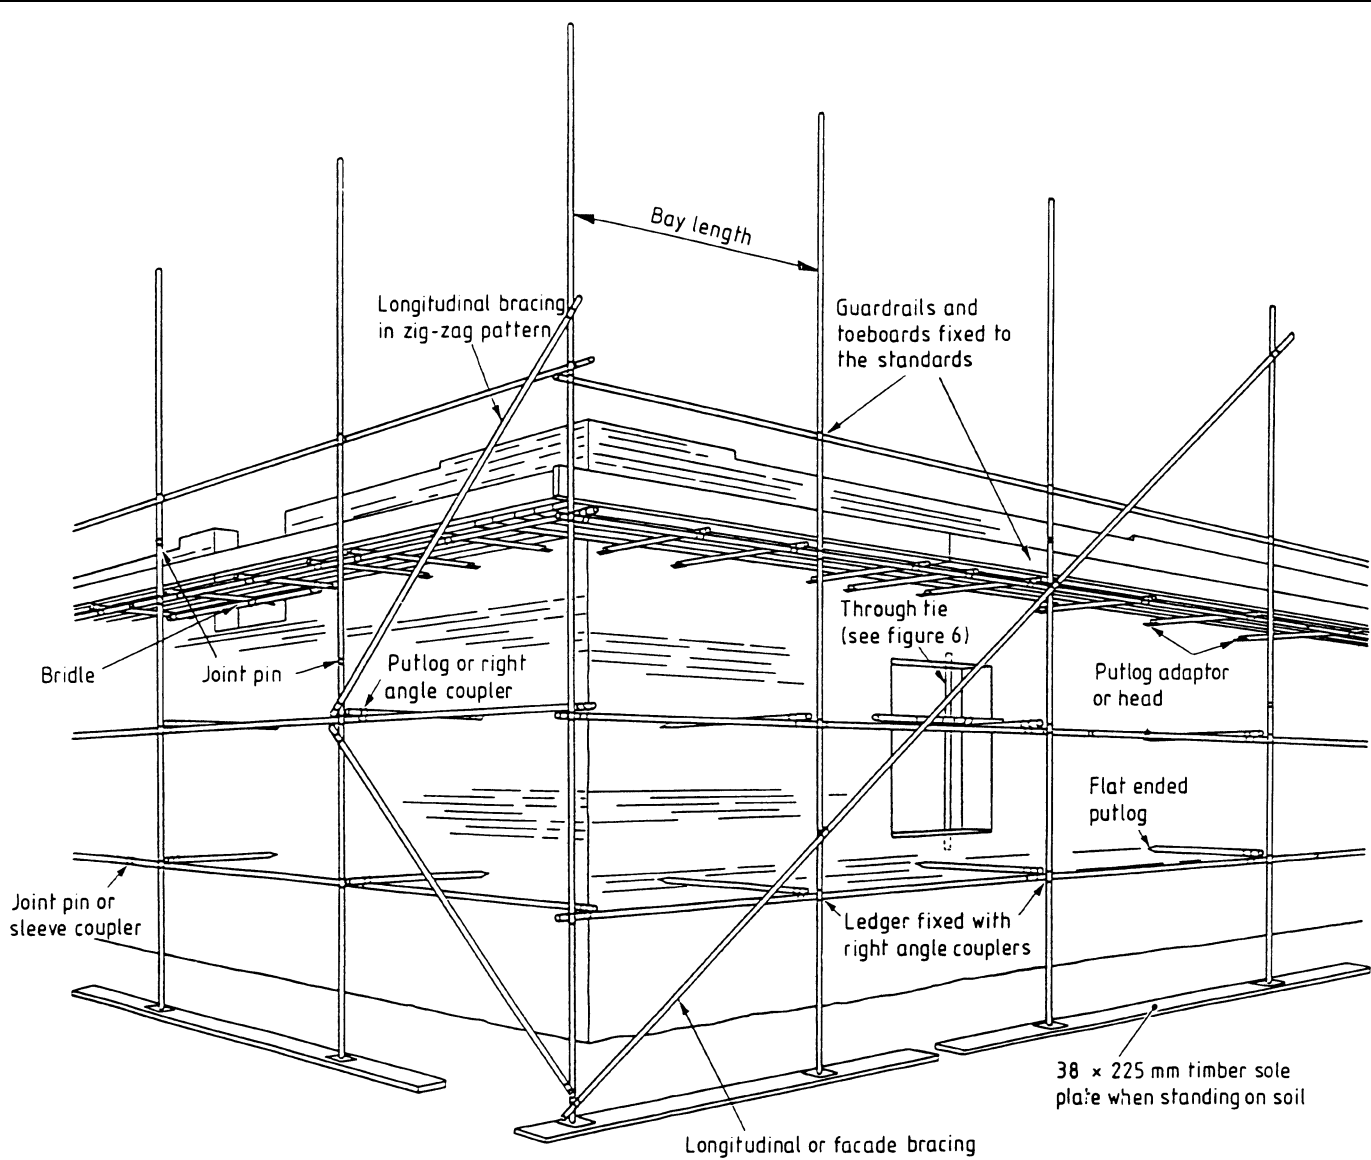 Bay length
Longitudinal bracing
in zig-zag pattern
Guardrails and
toeboards fixed to
the standards
Through tie
(see figure 6)
Bridle
Joint pin
Putlog or right
angle coupler
Putlog adaptor
or head
Flat ended
putlog
Joint pin or
sleeve coupler
Ledger fixed with
right angle couplers
38 × 225 mm timber sole
plate when standing on soil
Longitudinal or facade bracing